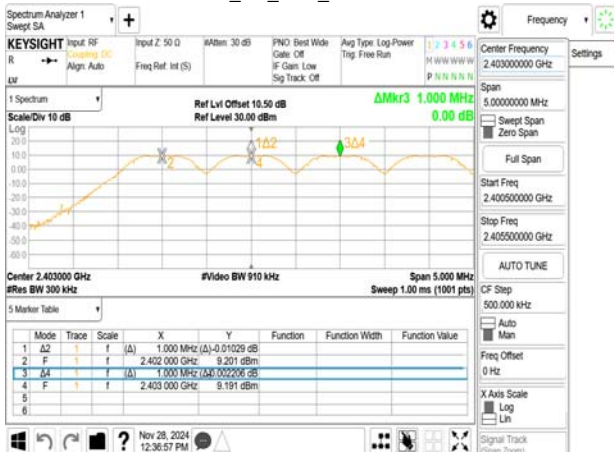 Spectrum Analyzer 1
Swept SA
Frequency
KEYSIGHT
R
Input: RF
Coupling: DC
Align: Auto
Input Z: 50 Ω
Freq Ref: Int (S)
#Atten: 30 dB
PNO: Best Wide
Gate: Off
IF Gain: Low
Sig Track: Off
Avg Type: Log-Power
Trig: Free Run
1 2 3 4 5 6
M W W W W W
P N N N N N
Center Frequency
2.403000000 GHz
Settings
Span
5.00000000 MHz
Swept Span
Zero Span
Full Span
Start Freq
2.400500000 GHz
Stop Freq
2.405500000 GHz
AUTO TUNE
CF Step
500.000 kHz
Auto
Man
Freq Offset
0 Hz
X Axis Scale
Log
Lin
Signal Track
(Span Zoom)
1 Spectrum
Scale/Div 10 dB
Ref Lvl Offset 10.50 dB
Ref Level 30.00 dBm
ΔMkr3 1.000 MHz
0.00 dB
Log
20.0
10.0
0.00
-10.0
-20.0
-30.0
-40.0
-50.0
-60.0
2
1Δ2
4
3Δ4
Center 2.403000 GHz
#Res BW 300 kHz
#Video BW 910 kHz
Span 5.000 MHz
Sweep 1.00 ms (1001 pts)
5 Marker Table
Mode Trace Scale X Y Function Function Width Function Value
1 Δ2 1 f (Δ) 1.000 MHz (Δ) -0.01029 dB
2 F 1 f 2.402 000 GHz 9.201 dBm
3 Δ4 1 f (Δ) 1.000 MHz (Δ) 0.002206 dB
4 F 1 f 2.403 000 GHz 9.191 dBm
5
6
?
Nov 28, 2024
12:36:57 PM